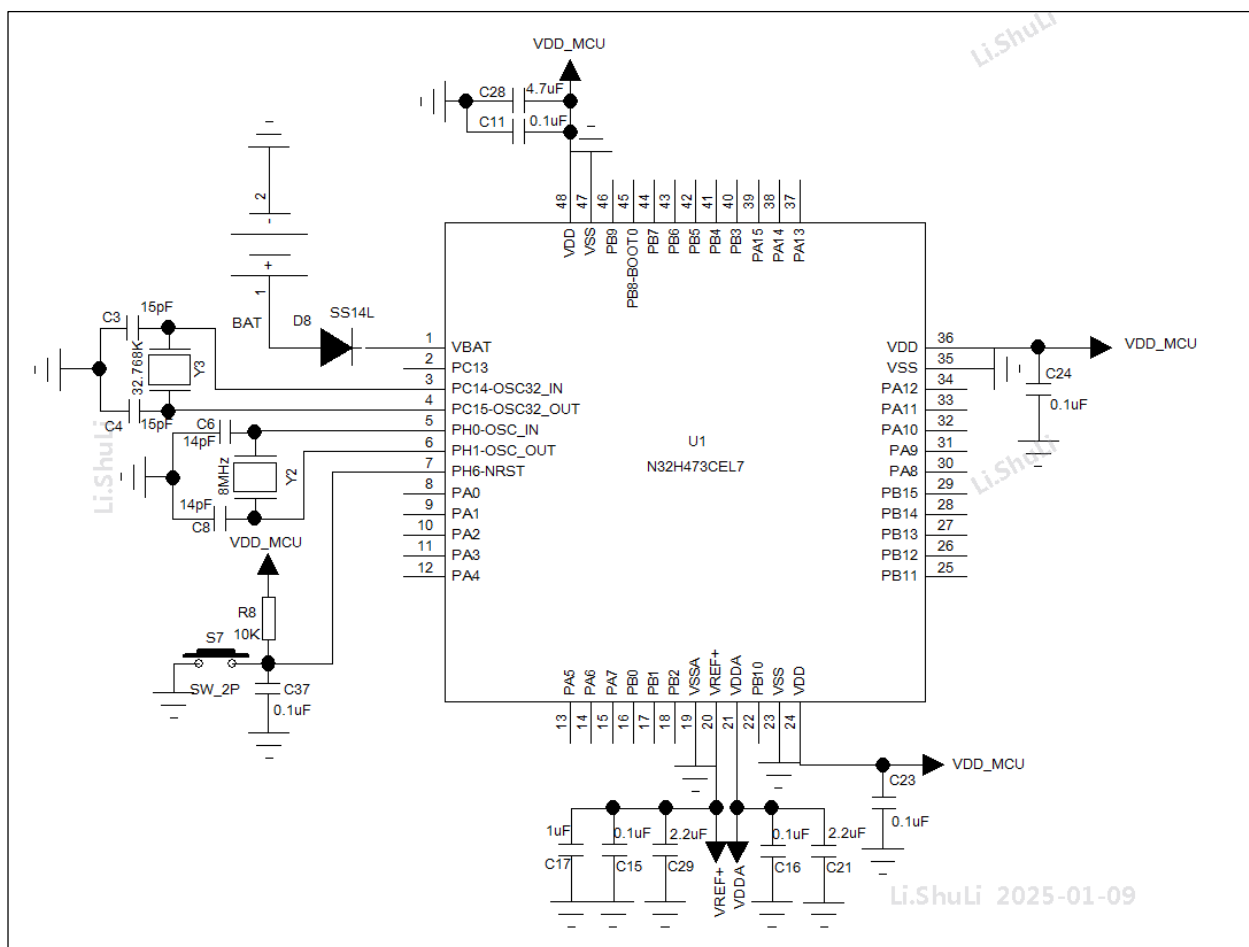 Li.ShuLi
VDD_MCU
C28
4.7uF
C11
0.1uF
2
-
+
1
BAT
D8
SS14L
48
47
46
45
44
43
42
41
40
39
38
37
VDD
VSS
PB9
PB8-BOOT0
PB7
PB6
PB5
PB4
PB3
PA15
PA14
PA13
C3
15pF
32.768K
Y3
C4
15pF
Li.ShuLi
C6
14pF
8MHz
Y2
14pF
C8
VDD_MCU
R8
10K
S7
SW_2P
C37
0.1uF
1 VBAT
2 PC13
3 PC14-OSC32_IN
4 PC15-OSC32_OUT
5 PH0-OSC_IN
6 PH1-OSC_OUT
7 PH6-NRST
8 PA0
9 PA1
10 PA2
11 PA3
12 PA4
U1
N32H473CEL7
VDD 36
VSS 35
PA12 34
PA11 33
PA10 32
PA9 31
PA8 30
PB15 29
PB14 28
PB13 27
PB12 26
PB11 25
VDD_MCU
C24
0.1uF
Li.ShuLi
PA5
PA6
PA7
PB0
PB1
PB2
VSSA
VREF+
VDDA
PB10
VSS
VDD
13
14
15
16
17
18
19
20
21
22
23
24
VDD_MCU
C23
0.1uF
1uF
C17
0.1uF
C15
2.2uF
C29
VREF+
VDDA
0.1uF
C16
2.2uF
C21
Li.ShuLi 2025-01-09